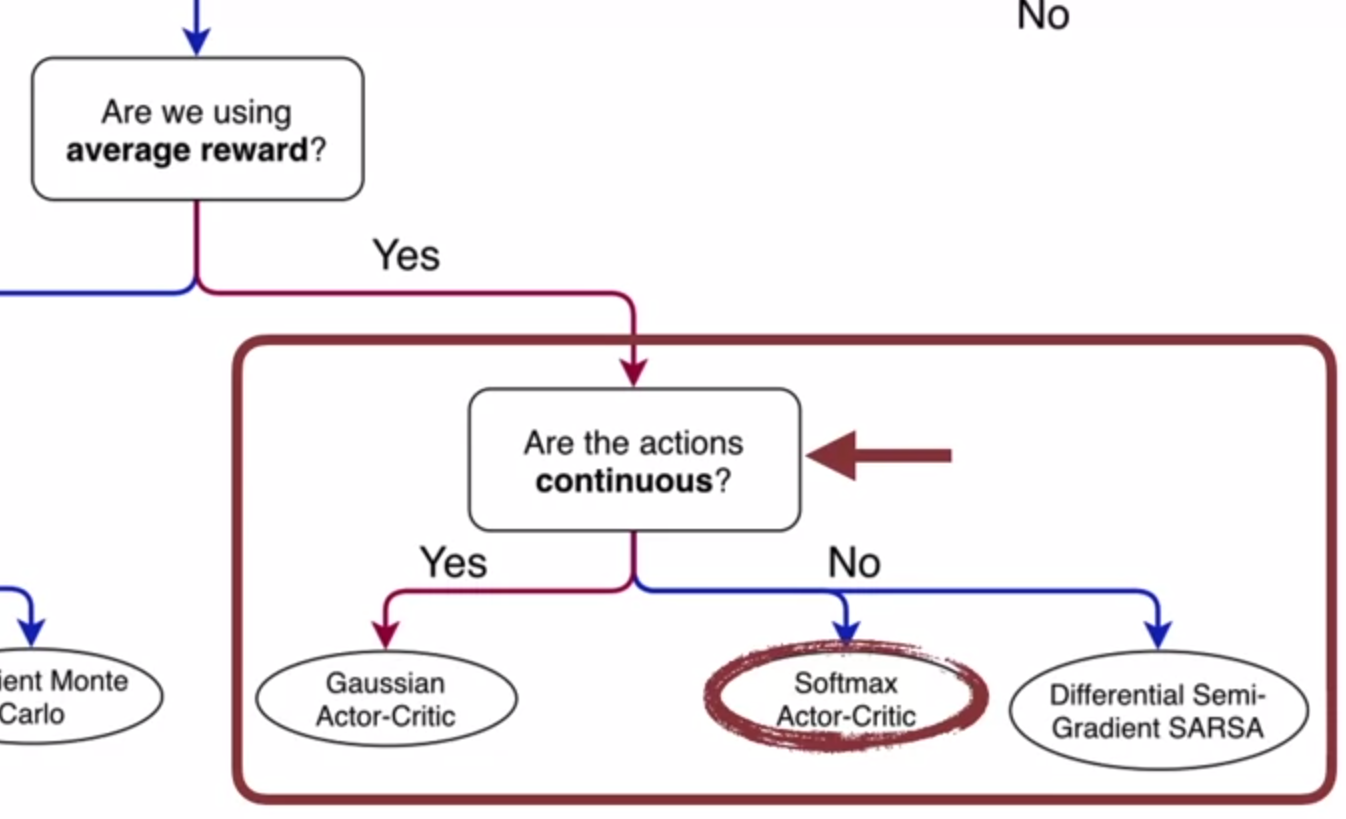 No
Are we using
average reward?
Yes
Are the actions
continuous?
Yes
No
Monte
Carlo
Gaussian
Actor-Critic
Softmax
Actor-Critic
Differential Semi-
Gradient SARSA